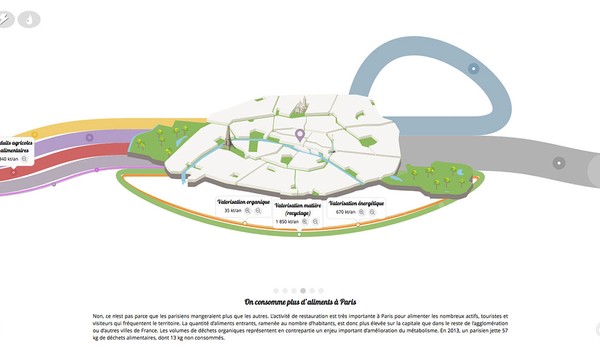 duits agricoles
alimentaires
840 kt/an
Valorisation organique
35 kt/an
Valorisation matière
(recyclage)
1 850 kt/an
Valorisation énergétique
670 kt/an
On consomme plus d'aliments à Paris
Non, ce n'est pas parce que les parisiens mangeraient plus que les autres. L'activité de restauration est très importante à Paris pour alimenter les nombreux actifs, touristes et
visiteurs qui fréquentent le territoire. La quantité d'aliments entrants, ramenée au nombre d'habitants, est donc plus élevée sur la capitale que dans le reste de l'agglomération
ou d'autres villes de France. Les volumes de déchets organiques représentent en contrepartie un enjeu important d'amélioration du métabolisme. En 2013, un parisien jette 57
kg de déchets alimentaires, dont 13 kg non consommés.